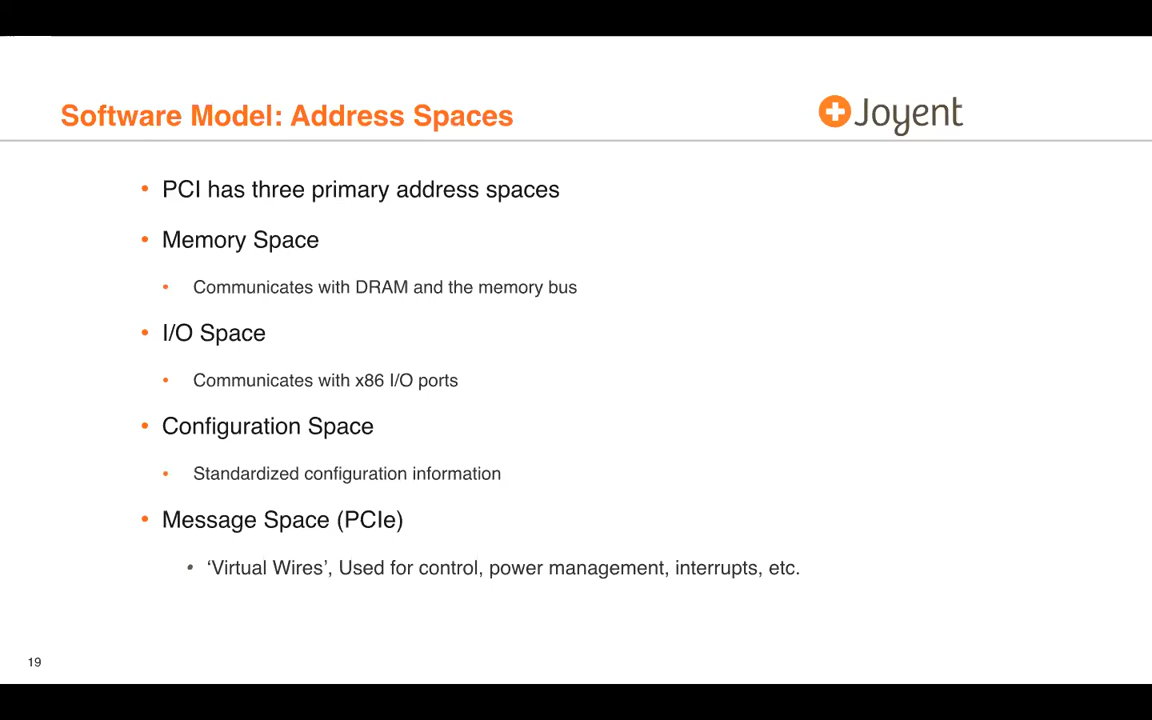 Software Model: Address Spaces
Joyent
• PCI has three primary address spaces
• Memory Space
• Communicates with DRAM and the memory bus
• I/O Space
• Communicates with x86 I/O ports
• Configuration Space
• Standardized configuration information
• Message Space (PCIe)
• ‘Virtual Wires’, Used for control, power management, interrupts, etc.
19